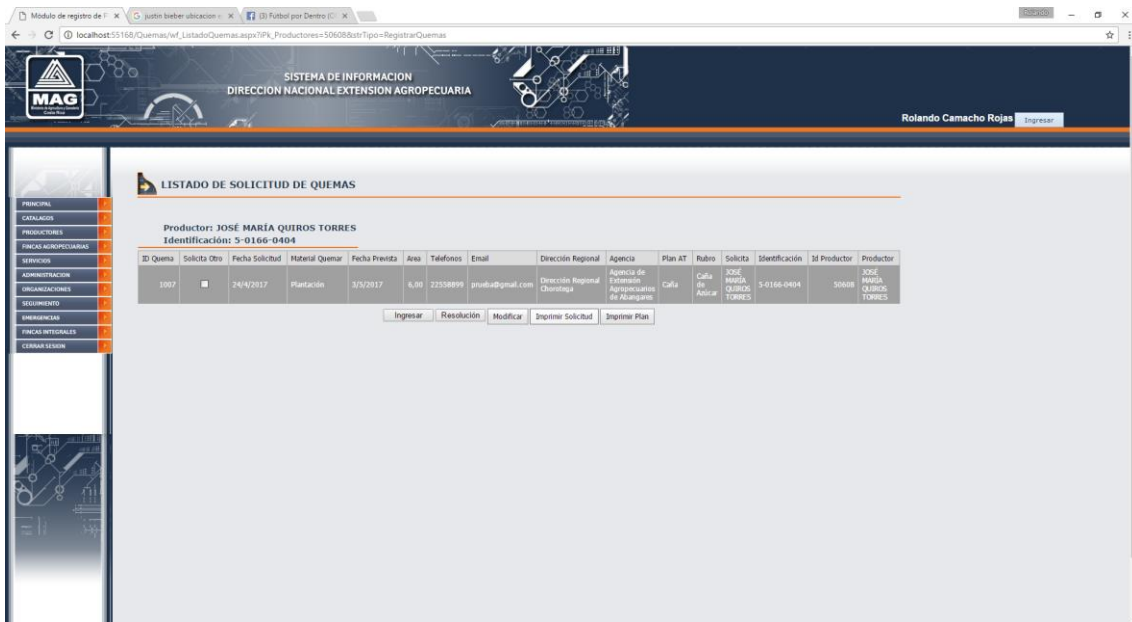 Módulo de registro de P
justin bieber ubicacion e
(3) Fútbol por Dentro (O
Rolando
localhost:55168/Quemas/wf_ListadoQuemas.aspx?iPk_Productores=50608&strTipo=RegistrarQuemas
MAG
Costa Rica
SISTEMA DE INFORMACION
DIRECCION NACIONAL EXTENSION AGROPECUARIA
Rolando Camacho Rojas Ingresar
LISTADO DE SOLICITUD DE QUEMAS
PRINCIPAL
CATALAGOS
PRODUCTORES
FINCAS AGROPECUARIAS
SERVICIOS
ADMINISTRACION
ORGANIZACIONES
SEGUIMIENTO
EMERGENCIAS
FINCAS INTEGRALES
CERRAR SESION
Productor: JOSÉ MARÍA QUIROS TORRES
Identificación: 5-0166-0404
ID Quema Solicita Otro Fecha Solicitud Material Quemar Fecha Prevista Area Telefonos Email Dirección Regional Agencia Plan AT Rubro Solicita Identificación Id Productor Productor
1007 24/4/2017 Plantación 3/5/2017 6,00 22558899 prueba@gmail.com Dirección Regional Chorotega Agencia de Extensión Agropecuarios de Abangares Caña Caña de Azúcar JOSÉ MARÍA QUIROS TORRES 5-0166-0404 50608 JOSÉ MARÍA QUIROS TORRES
Ingresar Resolución Modificar Imprimir Solicitud Imprimir Plan